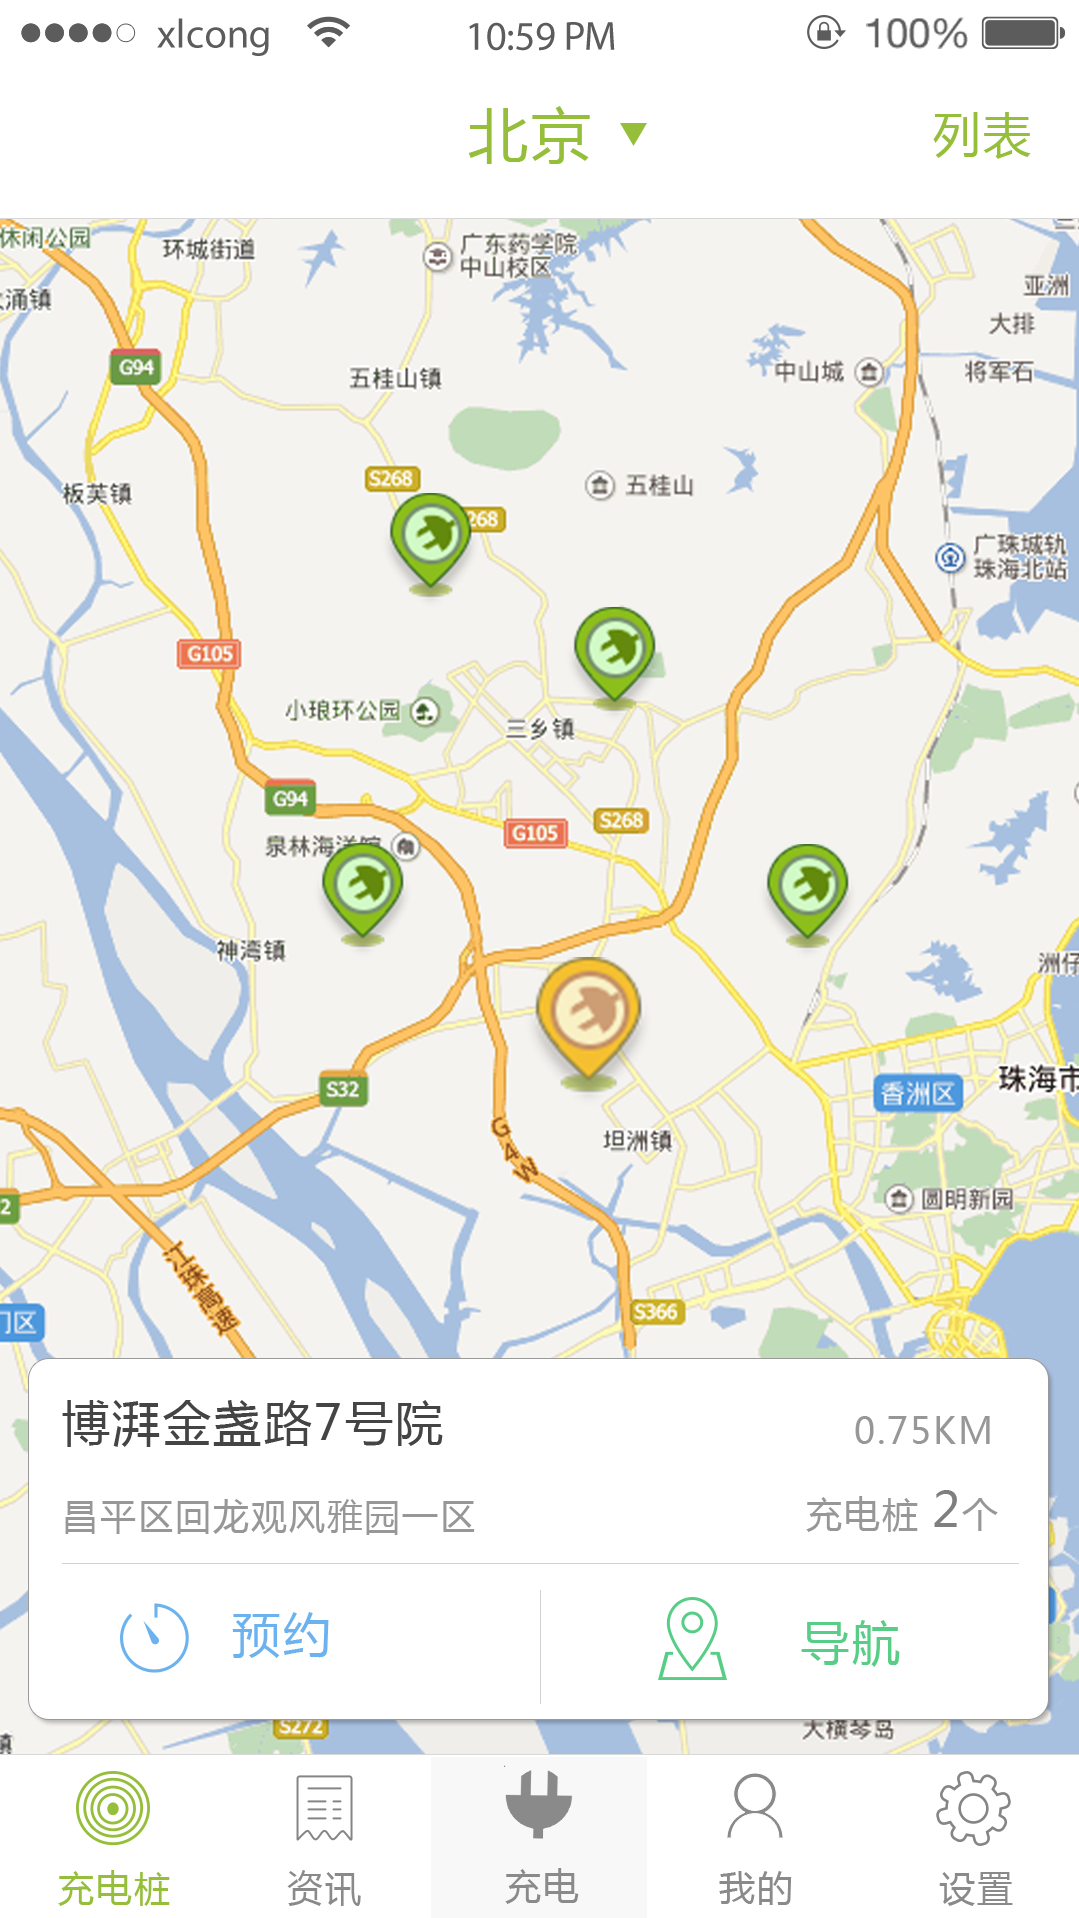 xlcong 10:59 PM 100%
北京 ▼
列表
休闲公园
环城街道
广东药学院
中山校区
涌镇
亚洲
大排
G94
五桂山镇
中山城
将军石
S268
板芙镇
五桂山
268
广珠城轨
珠海北站
G105
小琅环公园
三乡镇
G94
S268
G105
泉林海洋馆
神湾镇
洲仔
S32
珠海市
香洲区
G4W
坦洲镇
2
圆明新园
江珠高速
门区
S366
博湃金盏路7号院
0.75KM
昌平区回龙观风雅园一区
充电桩 2个
预约
导航
S272
大横琴岛
镇
充电桩
资讯
充电
我的
设置